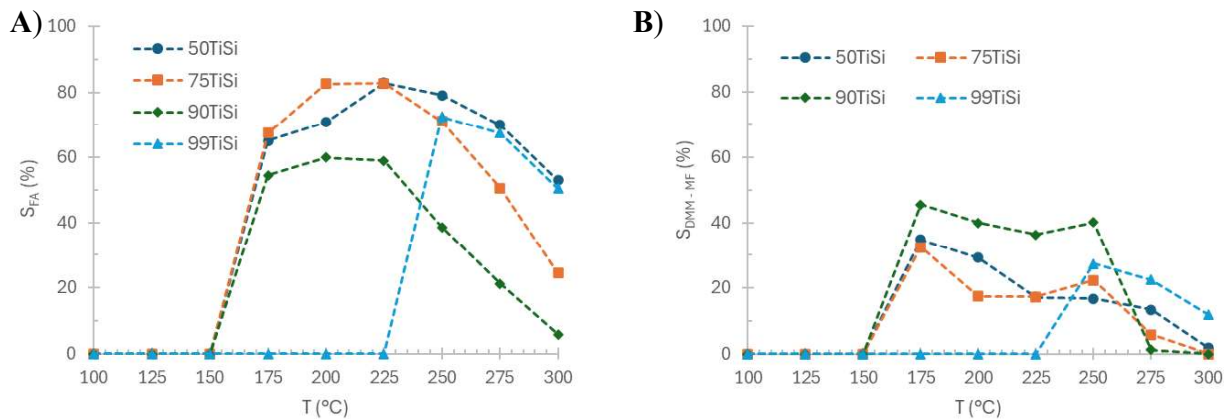 A)
100
80
60
40
20
0
S_FA (%)
50TiSi
75TiSi
90TiSi
99TiSi
100 125 150 175 200 225 250 275 300
T (°C)
B)
100
80
60
40
20
0
S_DMM - MF (%)
50TiSi 75TiSi
90TiSi 99TiSi
100 125 150 175 200 225 250 275 300
T (°C)